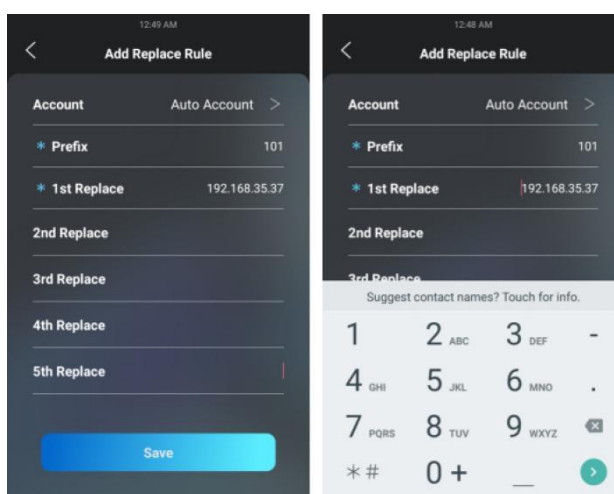 12:49 AM
Add Replace Rule
Account Auto Account >
* Prefix 101
* 1st Replace 192.168.35.37
2nd Replace
3rd Replace
4th Replace
5th Replace
Save
12:48 AM
Add Replace Rule
Account Auto Account >
* Prefix 101
* 1st Replace 192.168.35.37
2nd Replace
3rd Replace
Suggest contact names? Touch for info.
1 2 ABC 3 DEF -
4 GHI 5 JKL 6 MNO .
7 PQRS 8 TUV 9 WXYZ
*# 0 + _